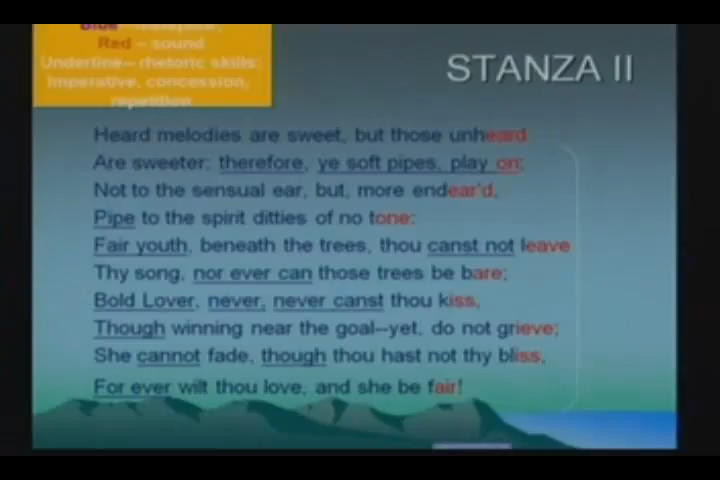 Red – sound
Underline– rhetoric skills:
Imperative, concession,
repetition
STANZA II
Heard melodies are sweet, but those unheard
Are sweeter; therefore, ye soft pipes, play on;
Not to the sensual ear, but, more endear'd,
Pipe to the spirit ditties of no tone:
Fair youth, beneath the trees, thou canst not leave
Thy song, nor ever can those trees be bare;
Bold Lover, never, never canst thou kiss,
Though winning near the goal--yet, do not grieve;
She cannot fade, though thou hast not thy bliss,
For ever wilt thou love, and she be fair!